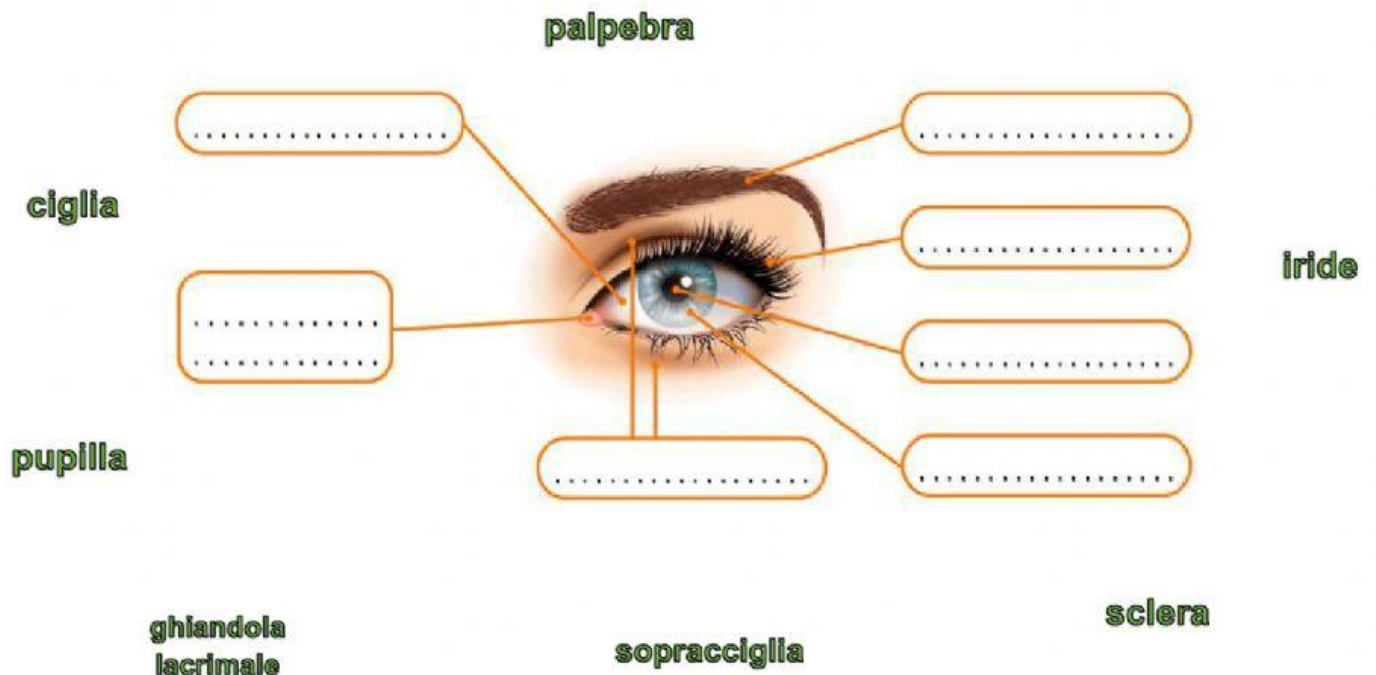 palpebra
ciglia
iride
pupilla
sclera
ghiandola
lacrimale
sopracciglia